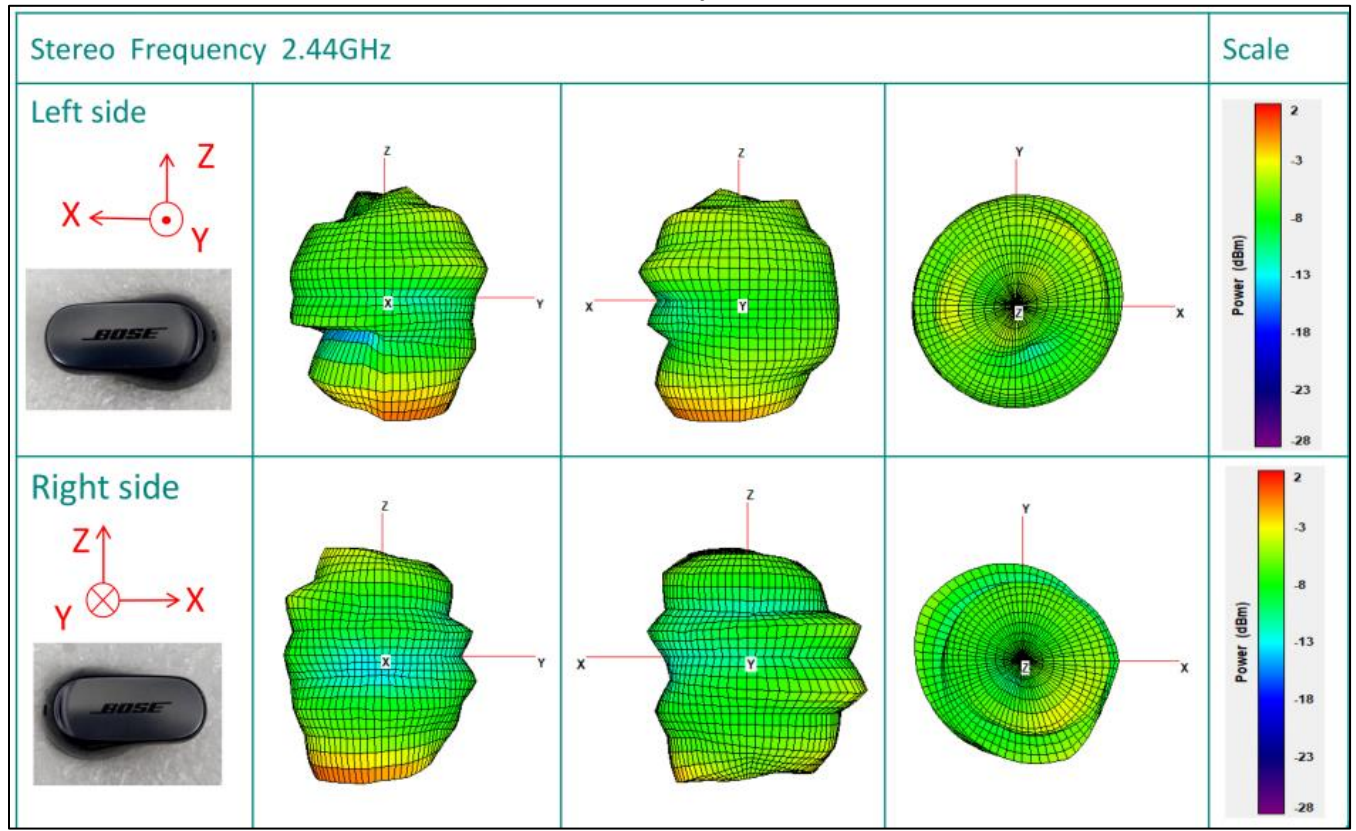 Stereo Frequency 2.44GHz
Scale
Left side
Z
X
Y
BOSE
Z
X
Y
Z
X
Y
Y
Z
X
2
-3
-8
-13
-18
-23
-28
Power (dBm)
Right side
Z
Y
X
BOSE
Z
X
Y
Z
X
Y
Y
Z
X
2
-3
-8
-13
-18
-23
-28
Power (dBm)